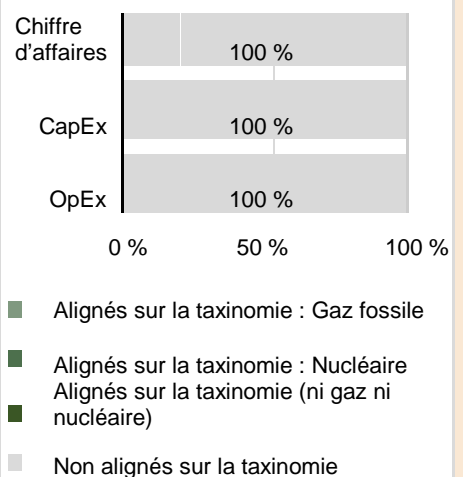 Chiffre
d'affaires
100 %
CapEx
100 %
OpEx
100 %
0 % 50 % 100 %
Alignés sur la taxinomie : Gaz fossile
Alignés sur la taxinomie : Nucléaire
Alignés sur la taxinomie (ni gaz ni
nucléaire)
Non alignés sur la taxinomie